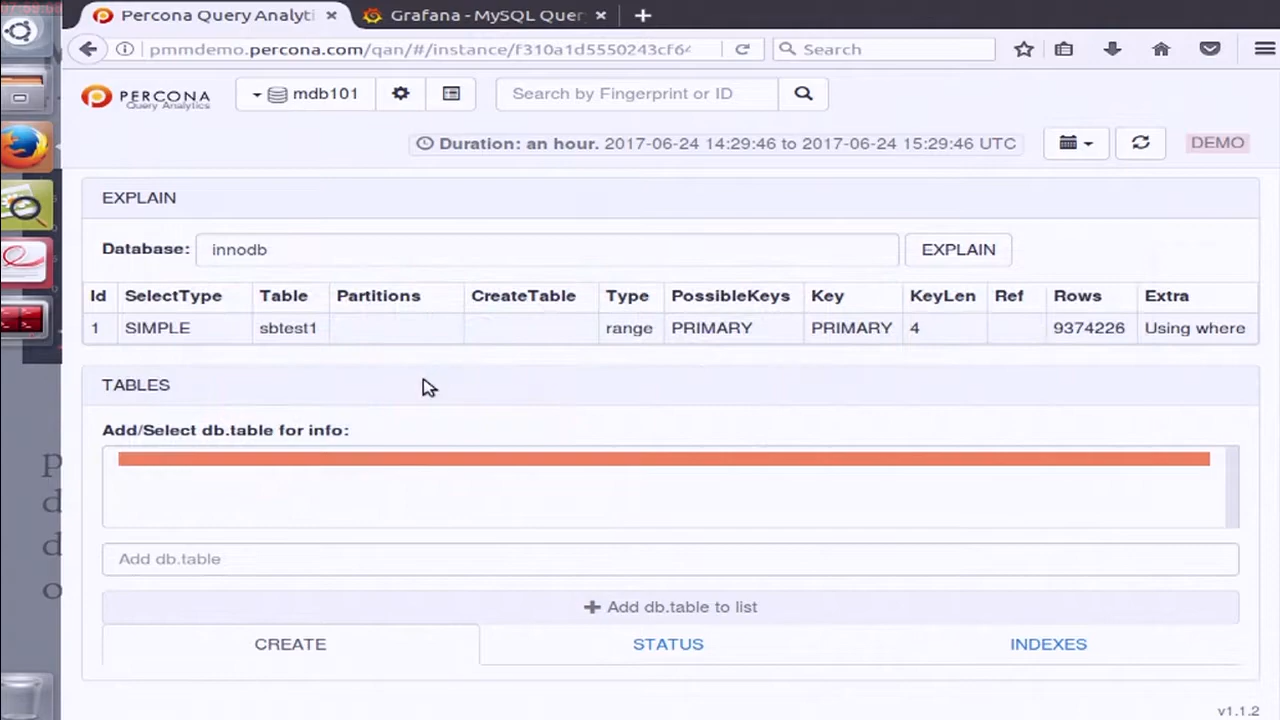 Percona Query Analyti
Grafana - MySQL Quer
pmmdemo.percona.com/qan/#/instance/f310a1d5550243cf64
Search
PERCONA
Query Analytics
mdb101
Search by Fingerprint or ID
Duration: an hour. 2017-06-24 14:29:46 to 2017-06-24 15:29:46 UTC
DEMO
EXPLAIN
Database: innodb EXPLAIN
Id SelectType Table Partitions CreateTable Type PossibleKeys Key KeyLen Ref Rows Extra
1 SIMPLE sbtest1 range PRIMARY PRIMARY 4 9374226 Using where
TABLES
Add/Select db.table for info:
Add db.table
Add db.table to list
CREATE STATUS INDEXES
v1.1.2
p
d
d
o